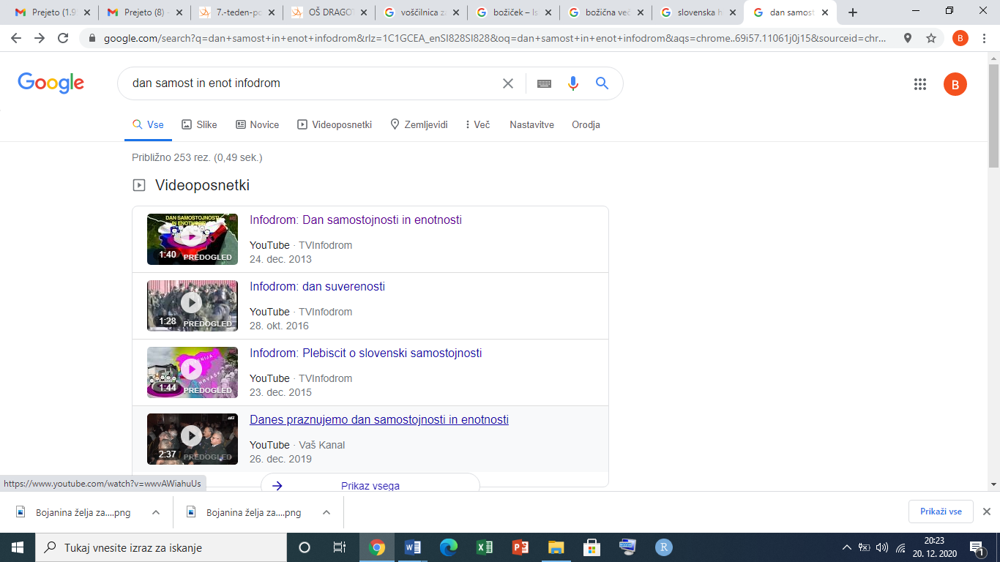 Prejeto (1.9
Prejeto (8) -
7.-teden-po
OŠ DRAGOT
voščilnica za
božiček – Is
božična več
slovenska h
dan samost
google.com/search?q=dan+samost+in+enot+infodrom&rlz=1C1GCEA_enSI828SI828&oq=dan+samost+in+enot+infodrom&aqs=chrome..69i57.11061j0j15&sourceid=chr...
B
Google
dan samost in enot infodrom
B
Vse
Slike
Novice
Videoposnetki
Zemljevidi
Več
Nastavitve
Orodja
Približno 253 rez. (0,49 sek.)
Videoposnetki
DAN SAMOSTOJNOSTI
IN ENOTNOSTI
1:40 PREDOGLED
Infodrom: Dan samostojnosti in enotnosti
YouTube · TVInfodrom
24. dec. 2013
1:28 PREDOGLED
Infodrom: dan suverenosti
YouTube · TVInfodrom
28. okt. 2016
1:44 PREDOGLED
Infodrom: Plebiscit o slovenski samostojnosti
YouTube · TVInfodrom
23. dec. 2015
2:37 PREDOGLED
Danes praznujemo dan samostojnosti in enotnosti
YouTube · Vaš Kanal
26. dec. 2019
https://www.youtube.com/watch?v=wwvAWiahuUs
Prikaz vsega
Bojanina želja za....png
Bojanina želja za....png
Prikaži vse
Tukaj vnesite izraz za iskanje
20:23
20. 12. 2020
1